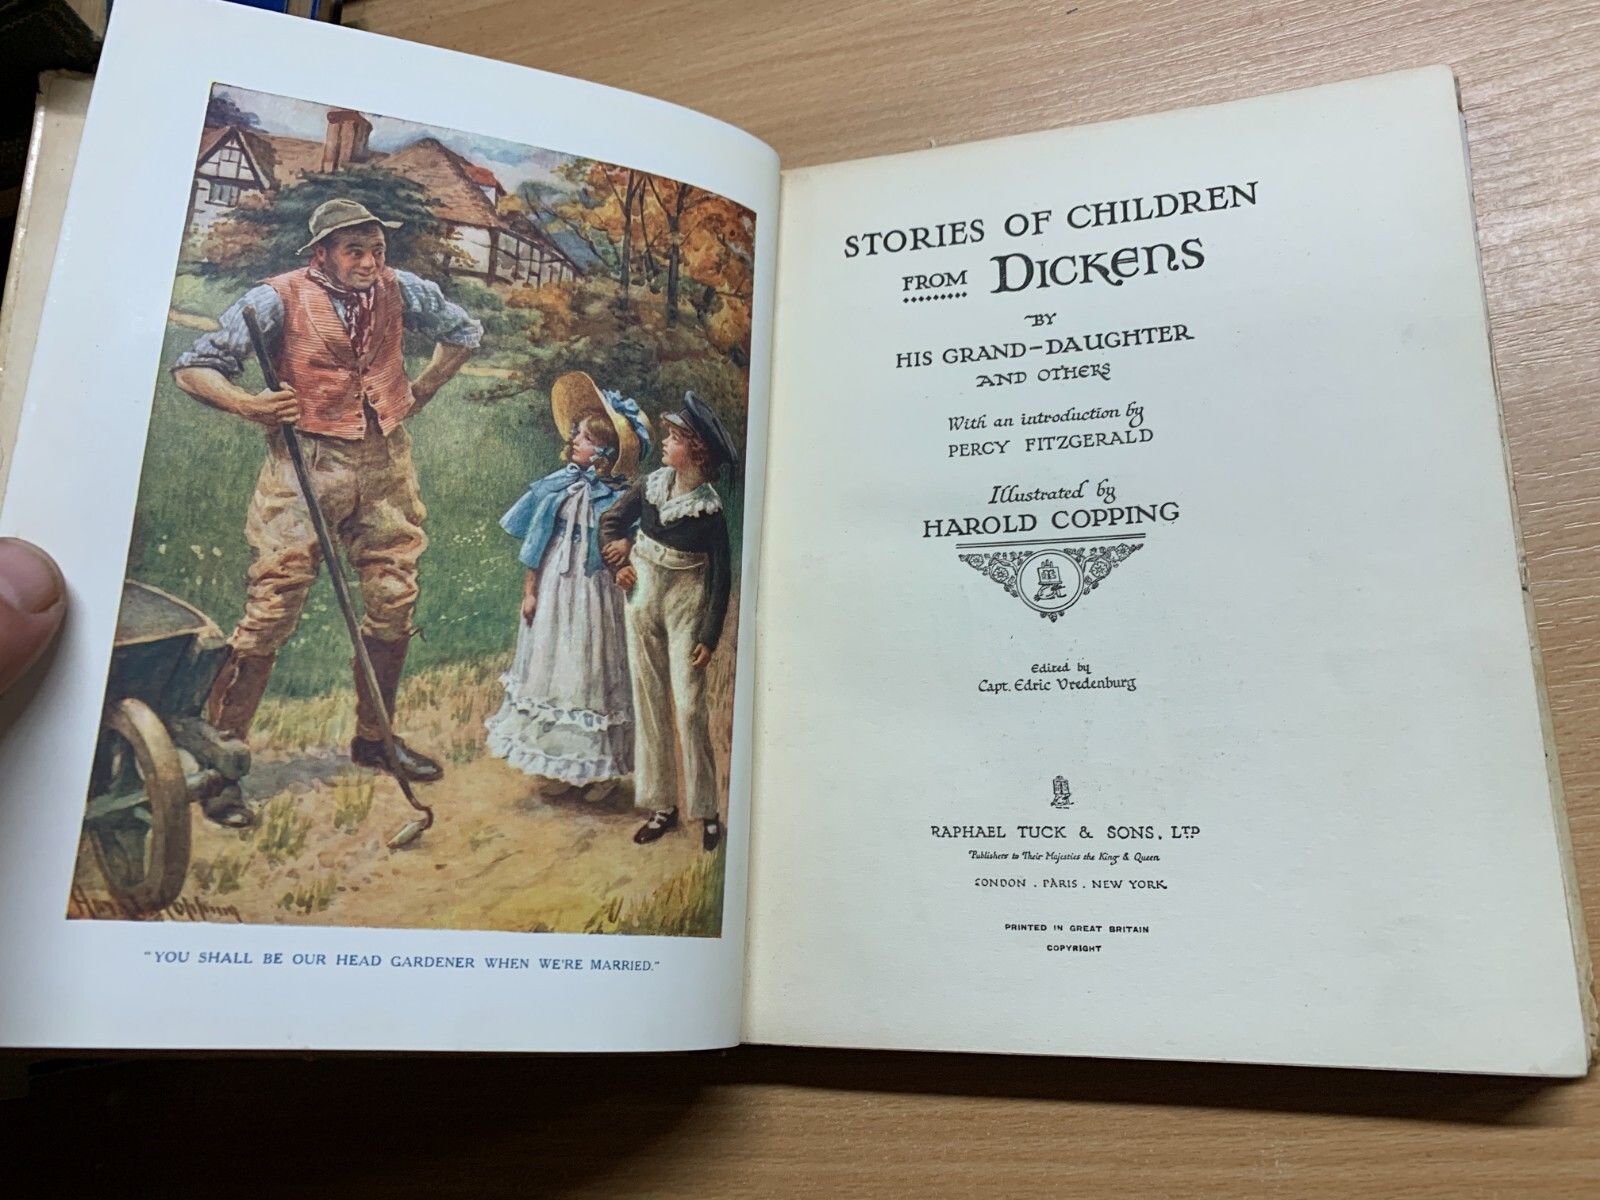 Harold Copping
"YOU SHALL BE OUR HEAD GARDENER WHEN WE'RE MARRIED."
STORIES OF CHILDREN
FROM DICKENS
BY
HIS GRAND-DAUGHTER
AND OTHERS
With an introduction by
PERCY FITZGERALD
Illustrated by
HAROLD COPPING
Edited by
Capt. Edric Vredenburg
RAPHAEL TUCK & SONS, LTD
Publishers to Their Majesties the King & Queen
LONDON . PARIS . NEW YORK
PRINTED IN GREAT BRITAIN
COPYRIGHT